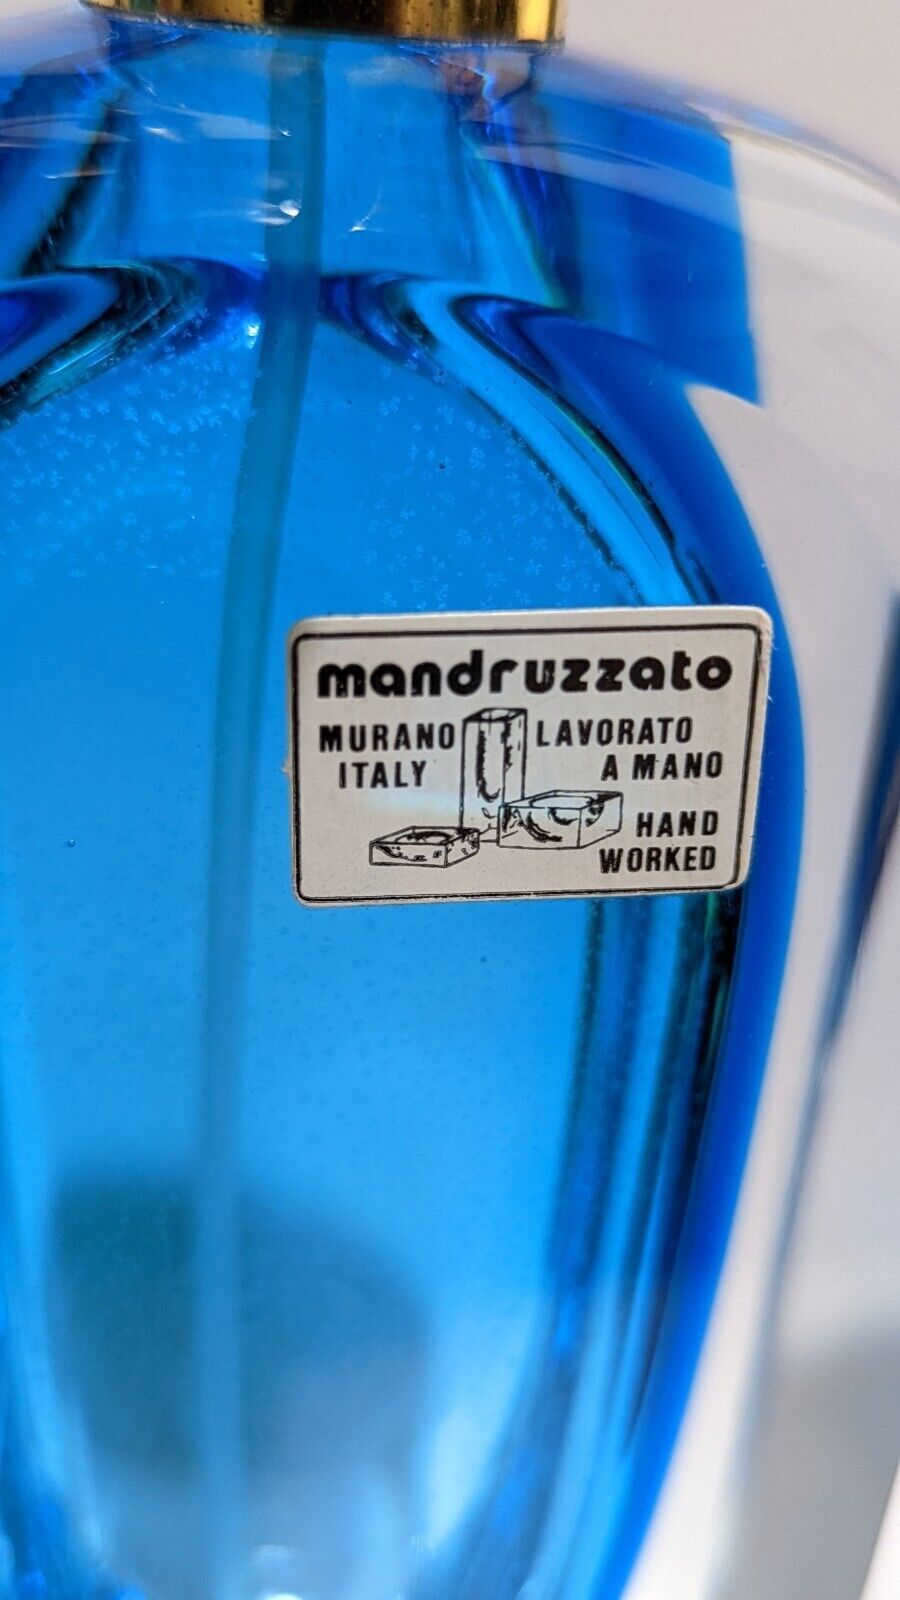 mandruzzato
MURANO
ITALY
LAVORATO
A MANO
HAND
WORKED